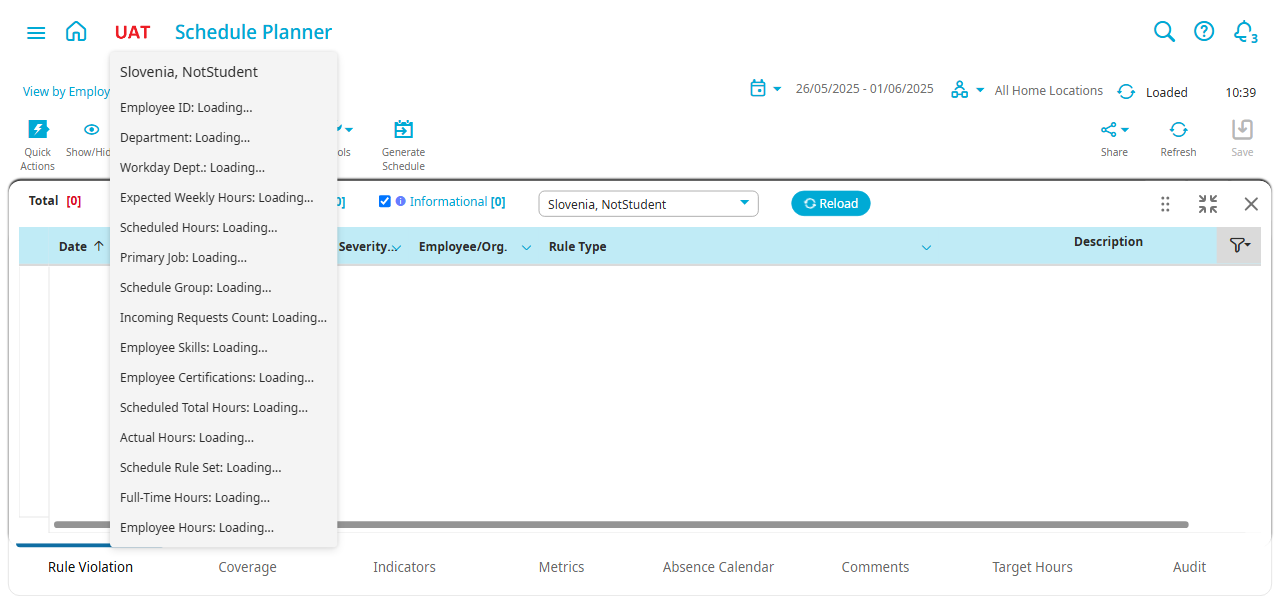 UAT Schedule Planner
3
Slovenia, NotStudent
View by Employ
26/05/2025 - 01/06/2025 All Home Locations Loaded 10:39
Employee ID: Loading...
Department: Loading...
Workday Dept.: Loading...
Expected Weekly Hours: Loading...
Scheduled Hours: Loading...
Primary Job: Loading...
Schedule Group: Loading...
Incoming Requests Count: Loading...
Employee Skills: Loading...
Employee Certifications: Loading...
Scheduled Total Hours: Loading...
Actual Hours: Loading...
Schedule Rule Set: Loading...
Full-Time Hours: Loading...
Employee Hours: Loading...
Quick Actions
Show/Hid
ols
Generate Schedule
Share
Refresh
Save
Total [0]
0]
Informational [0]
Slovenia, NotStudent
Reload
Date
Severity...
Employee/Org.
Rule Type
Description
Rule Violation
Coverage
Indicators
Metrics
Absence Calendar
Comments
Target Hours
Audit